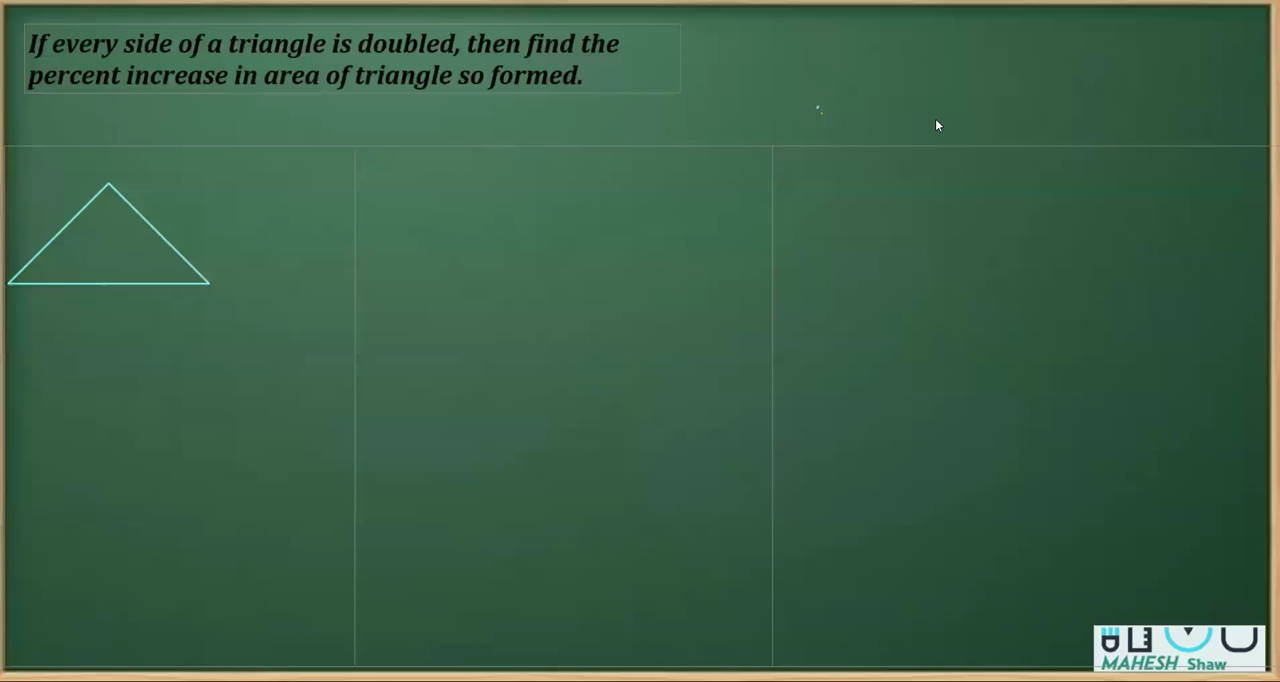 If every side of a triangle is doubled, then find the
percent increase in area of triangle so formed.
MAHESH Shaw